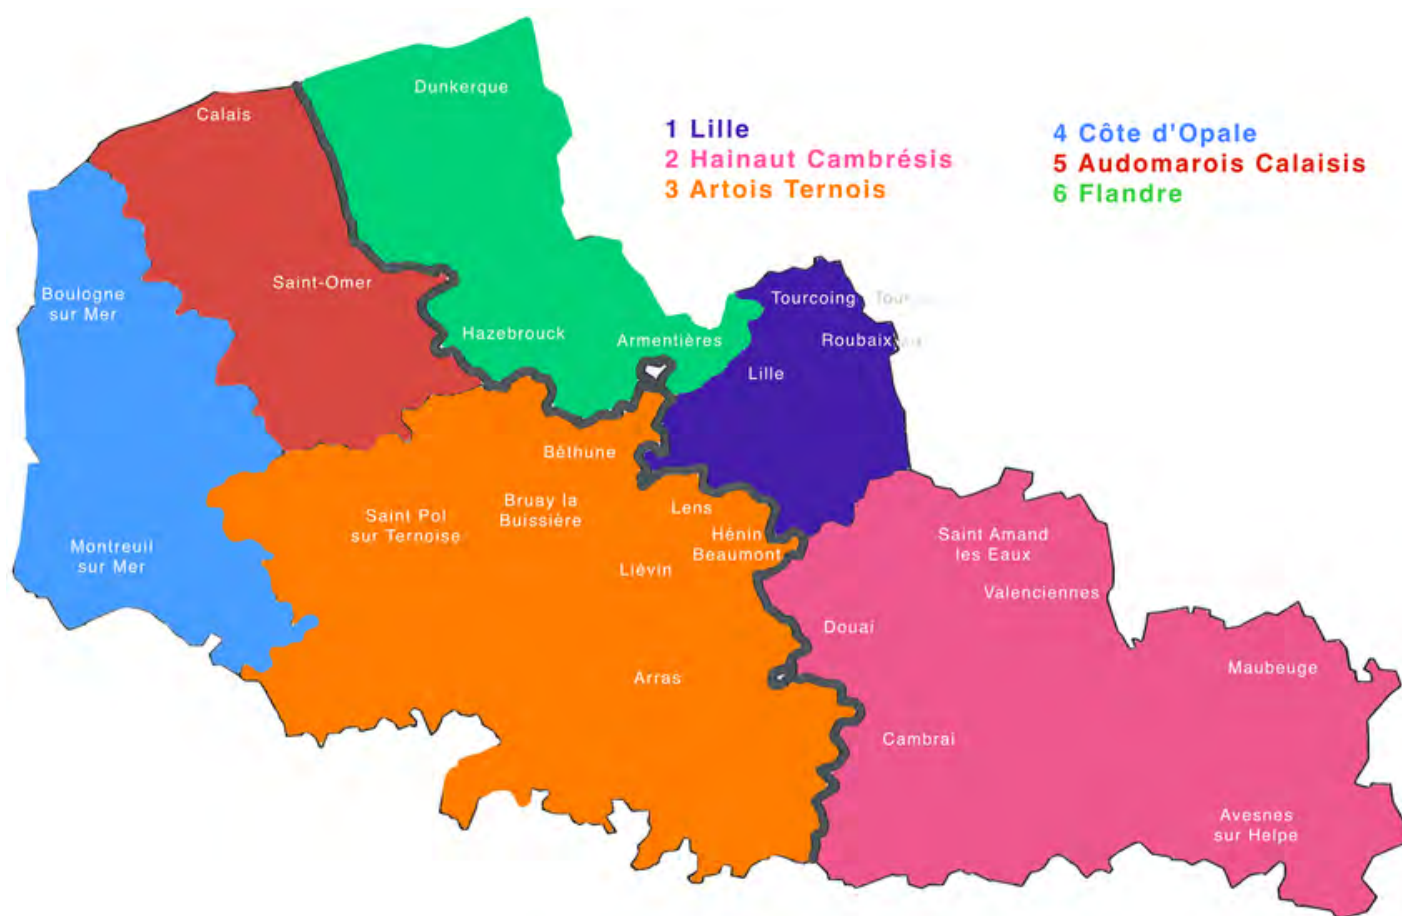 Dunkerque
Calais
1 Lille
2 Hainaut Cambrésis
3 Artois Ternois
4 Côte d'Opale
5 Audomarois Calaisis
6 Flandre
Saint-Omer
Boulogne
sur Mer
Tourcoing
Hazebrouck
Armentières
Roubaix
Lille
Béthune
Bruay la
Buissière
Lens
Saint Pol
sur Ternoise
Hénin
Beaumont
Saint Amand
les Eaux
Montreuil
sur Mer
Liévin
Valenciennes
Douai
Arras
Maubeuge
Cambrai
Avesnes
sur Helpe